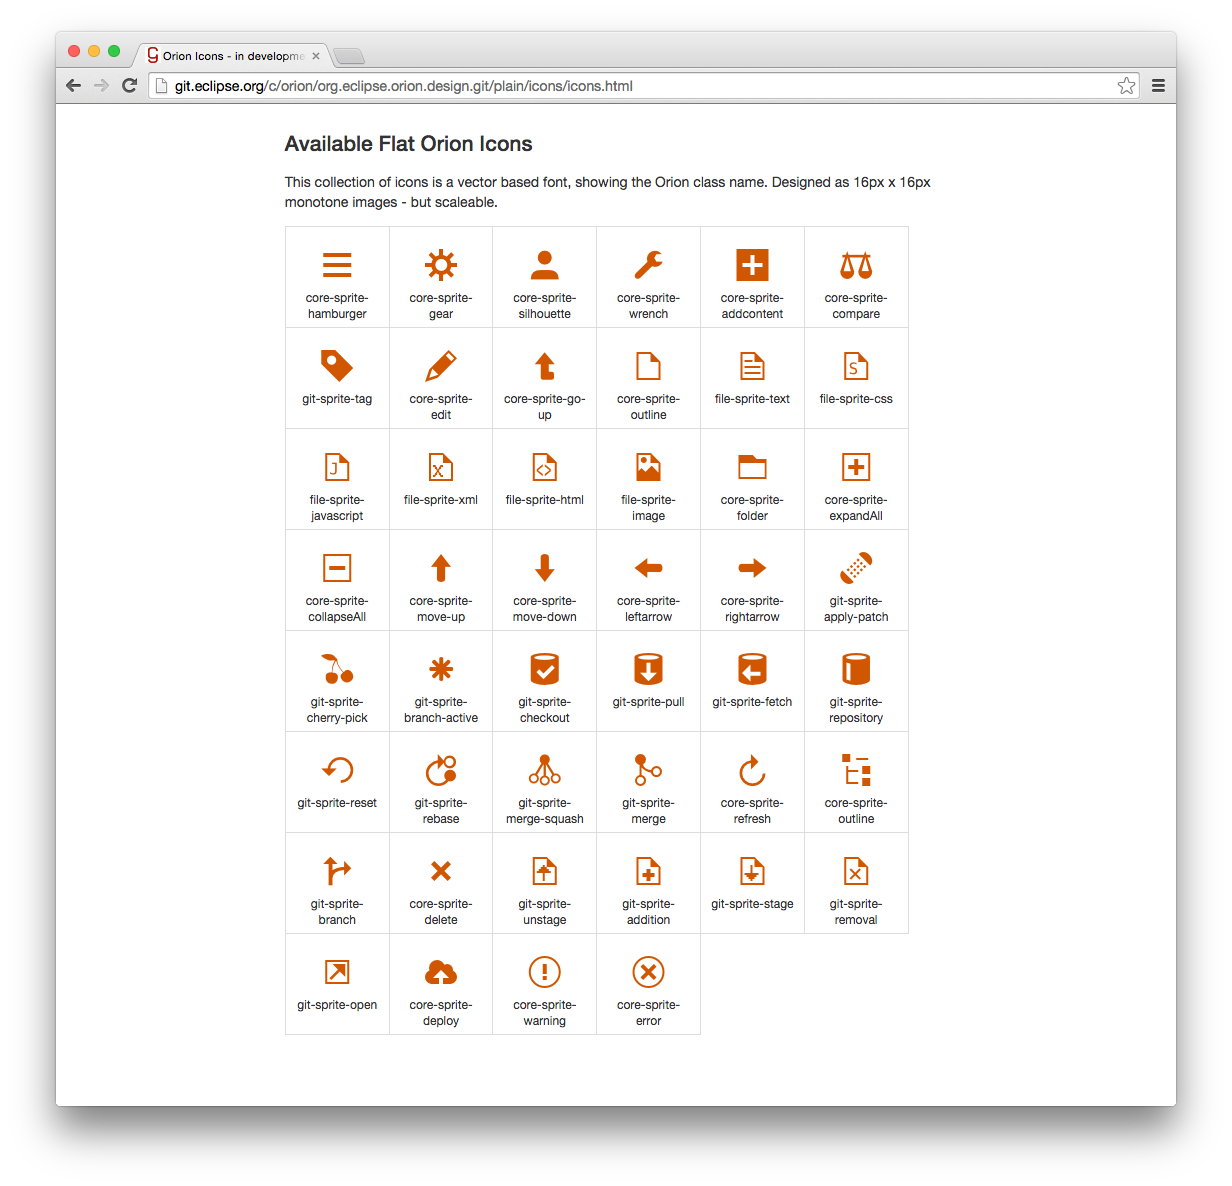 Orion Icons - in developme
git.eclipse.org/c/orion/org.eclipse.orion.design.git/plain/icons/icons.html
Available Flat Orion Icons
This collection of icons is a vector based font, showing the Orion class name. Designed as 16px x 16px
monotone images - but scaleable.
core-sprite-
hamburger
core-sprite-
gear
core-sprite-
silhouette
core-sprite-
wrench
core-sprite-
addcontent
core-sprite-
compare
git-sprite-tag
core-sprite-
edit
core-sprite-go-
up
core-sprite-
outline
file-sprite-text
S
file-sprite-css
J
file-sprite-
javascript
X
file-sprite-xml
<>
file-sprite-html
file-sprite-
image
core-sprite-
folder
core-sprite-
expandAll
core-sprite-
collapseAll
core-sprite-
move-up
core-sprite-
move-down
core-sprite-
leftarrow
core-sprite-
rightarrow
git-sprite-
apply-patch
git-sprite-
cherry-pick
git-sprite-
branch-active
git-sprite-
checkout
git-sprite-pull
git-sprite-fetch
git-sprite-
repository
git-sprite-reset
git-sprite-
rebase
git-sprite-
merge-squash
git-sprite-
merge
core-sprite-
refresh
core-sprite-
outline
git-sprite-
branch
core-sprite-
delete
git-sprite-
unstage
git-sprite-
addition
git-sprite-stage
git-sprite-
removal
git-sprite-open
core-sprite-
deploy
core-sprite-
warning
core-sprite-
error